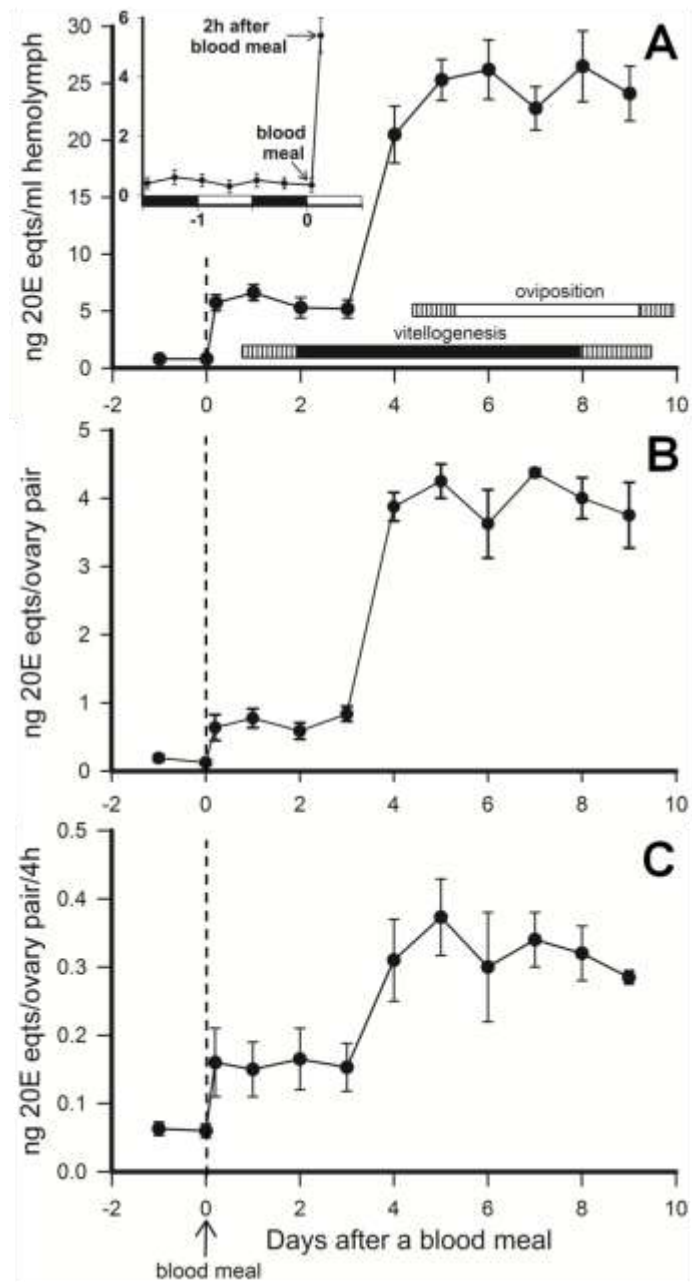 A
ng 20E eqts/ml hemolymph
30
25
20
15
10
5
0
6
4
2
0
2h after
blood meal
blood
meal
-1
0
oviposition
vitellogenesis
-2 0 2 4 6 8 10
B
ng 20E eqts/ovary pair
5
4
3
2
1
0
-2 0 2 4 6 8 10
C
ng 20E eqts/ovary pair/4h
0.5
0.4
0.3
0.2
0.1
0.0
-2 0 2 4 6 8 10
Days after a blood meal
blood meal